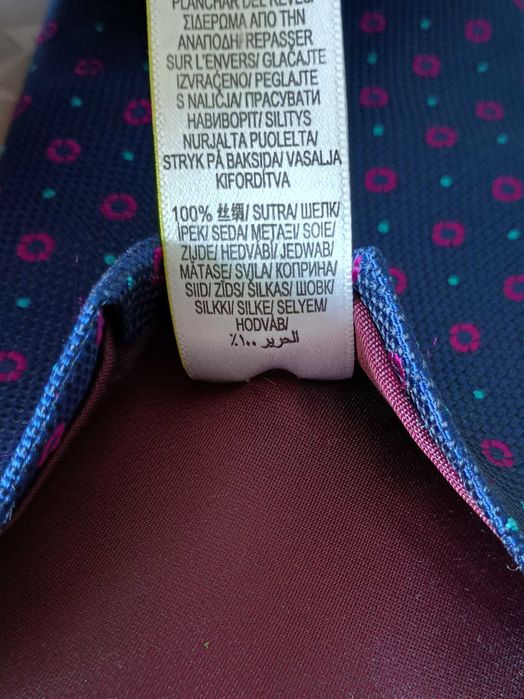 PLANCHAR DEL REVÉS/
ΣΙΔΕΡΩΜΑ ΑΠΟ ΤΗΝ
ΑΝΑΠΟΔΗ/ REPASSER
SUR L'ENVERS/ GLAČAJTE
IZVRAČENO/ PEGLAJTE
S NALIČJA/ ПРАСУВАТИ
НАВИВОРІТ/ SILITYS
NURJALTA PUOLELTA/
STRYK PÅ BAKSIDA/ VASALJA
KIFORDÍTVA
100% 丝绸/ SUTRA/ ШЕЛК/
İPEK/ SEDA/ ΜΕΤΑΞΙ/ SOIE/
ZIJDE/ HEDVÁBÍ/ JEDWAB/
MĂTASE/ SVILA/ КОПРИНА/
SIID/ ZĪDS/ ŠILKAS/ ШОВК/
SILKKI/ SILKE/ SELYEM/
HODVÁB/
الحرير ١٠٠٪